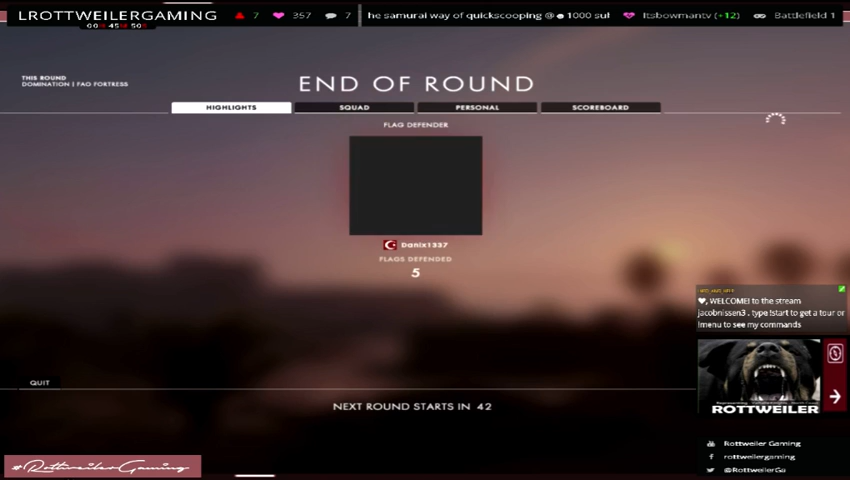 LROTTWEILERGAMING
7
357
7
he samurai way of quickscooping @ 1000 sul
Itsbowmantv (+12)
Battlefield 1
THIS ROUND
DOMINATION | FAO FORTRESS
END OF ROUND
HIGHLIGHTS
SQUAD
PERSONAL
SCOREBOARD
FLAG DEFENDER
Danix1337
FLAGS DEFENDED
5
, WELCOME! to the stream
jacobnissen3 , type !start to get a tour or
!menu to see my commands
ROTTWEILER
QUIT
NEXT ROUND STARTS IN 42
Rottweiler Gaming
rottweilergaming
@RottweilerGa
#RottweilerGaming